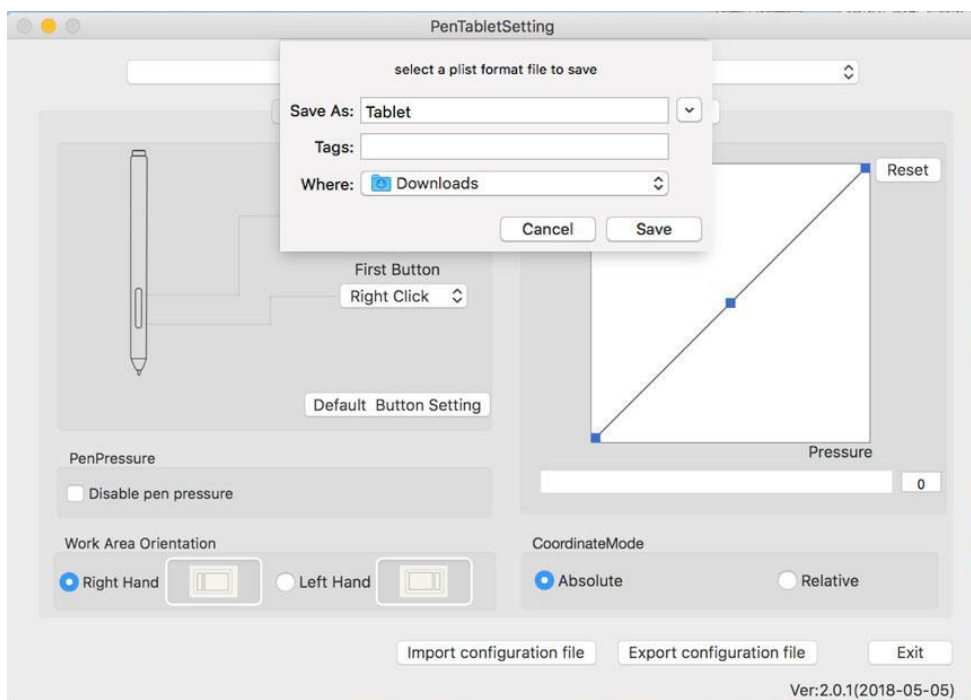 PenTabletSetting
select a plist format file to save
Save As: Tablet
Tags:
Where: Downloads
Cancel Save
Reset
First Button
Right Click
Default Button Setting
Pressure
0
PenPressure
Disable pen pressure
Work Area Orientation
Right Hand Left Hand
CoordinateMode
Absolute Relative
Import configuration file Export configuration file Exit
Ver:2.0.1(2018-05-05)